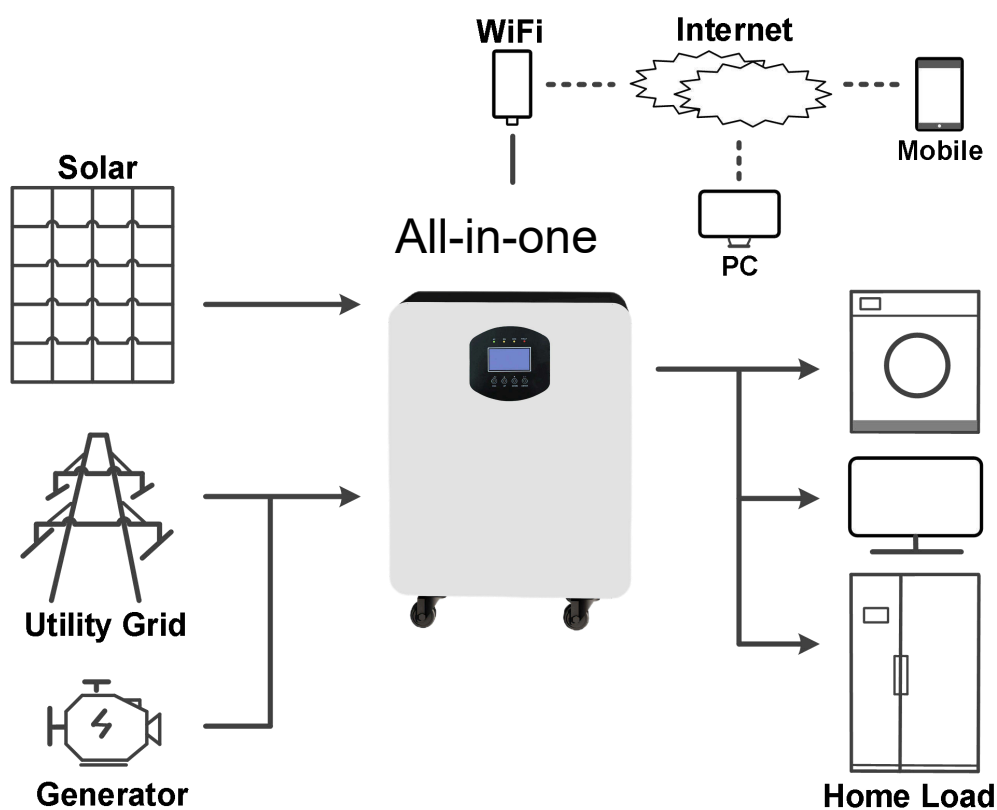 WiFi
Internet
Mobile
Solar
All-in-one
PC
Utility Grid
Generator
Home Load